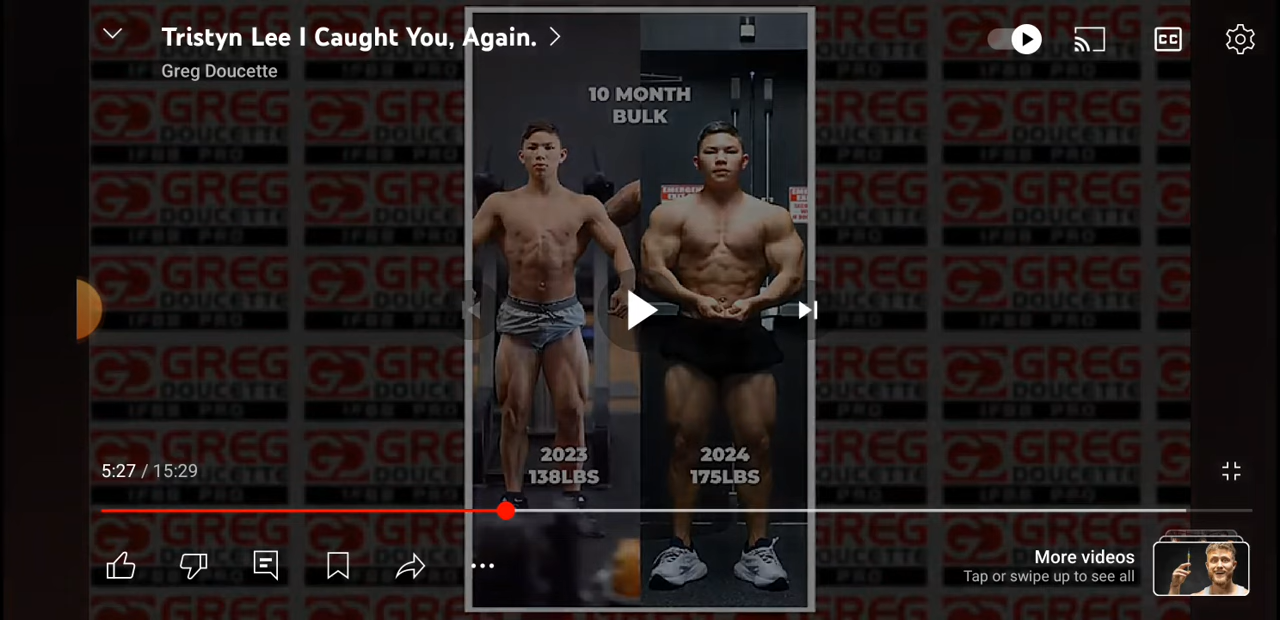 Tristyn Lee I Caught You, Again.
Greg Doucette
CC
10 MONTH
BULK
2023
138LBS
2024
175LBS
5:27 / 15:29
More videos
Tap or swipe up to see all
GREG
DOUCETTE
IFBB PRO